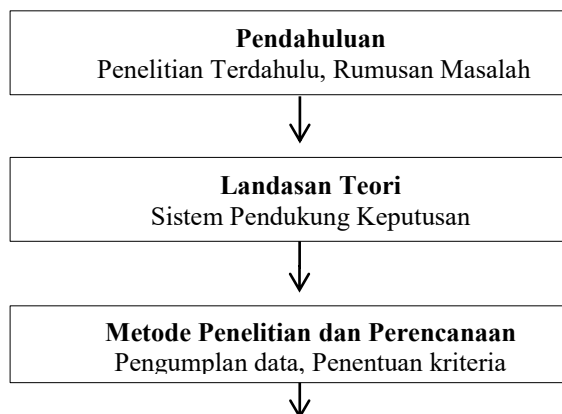 Pendahuluan
Penelitian Terdahulu, Rumusan Masalah
Landasan Teori
Sistem Pendukung Keputusan
Metode Penelitian dan Perencanaan
Pengumplan data, Penentuan kriteria